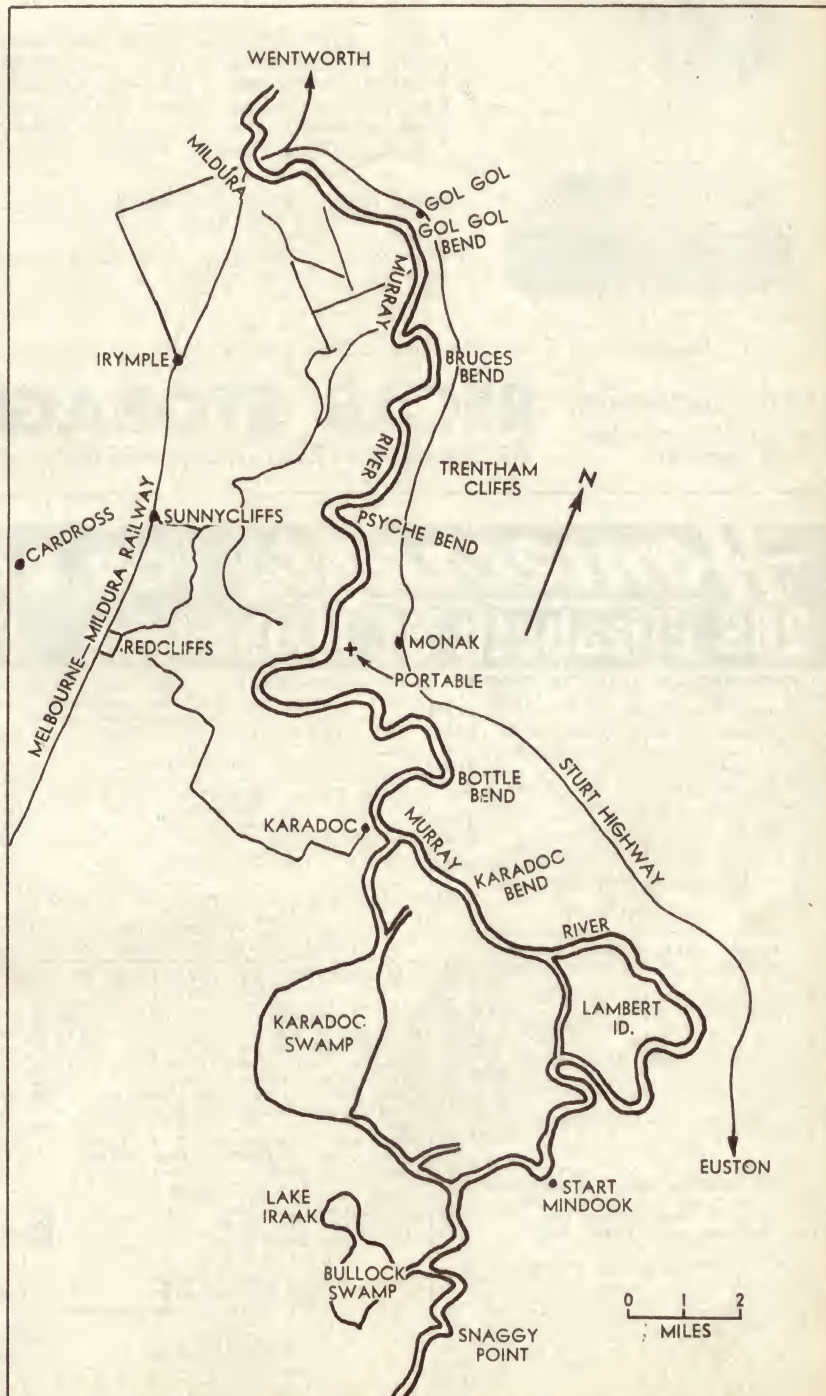 WENTWORTH
MILDURA
GOL GOL
GOL GOL
BEND
MURRAY
IRYMPLE
BRUCES
BEND
RIVER
TRENTHAM
CLIFFS
N
MELBOURNE—MILDURA RAILWAY
SUNNYCLIFFS
PSYCHE BEND
CARDROSS
REDCLIFFS
MONAK
PORTABLE
BOTTLE
BEND
STURT HIGHWAY
KARADOC
MURRAY
KARADOC
BEND
RIVER
LAMBERT
ID.
KARADOC
SWAMP
EUSTON
START
MINDOOK
LAKE
IRAAK
BULLOCK
SWAMP
0 1 2
MILES
SNAGGY
POINT